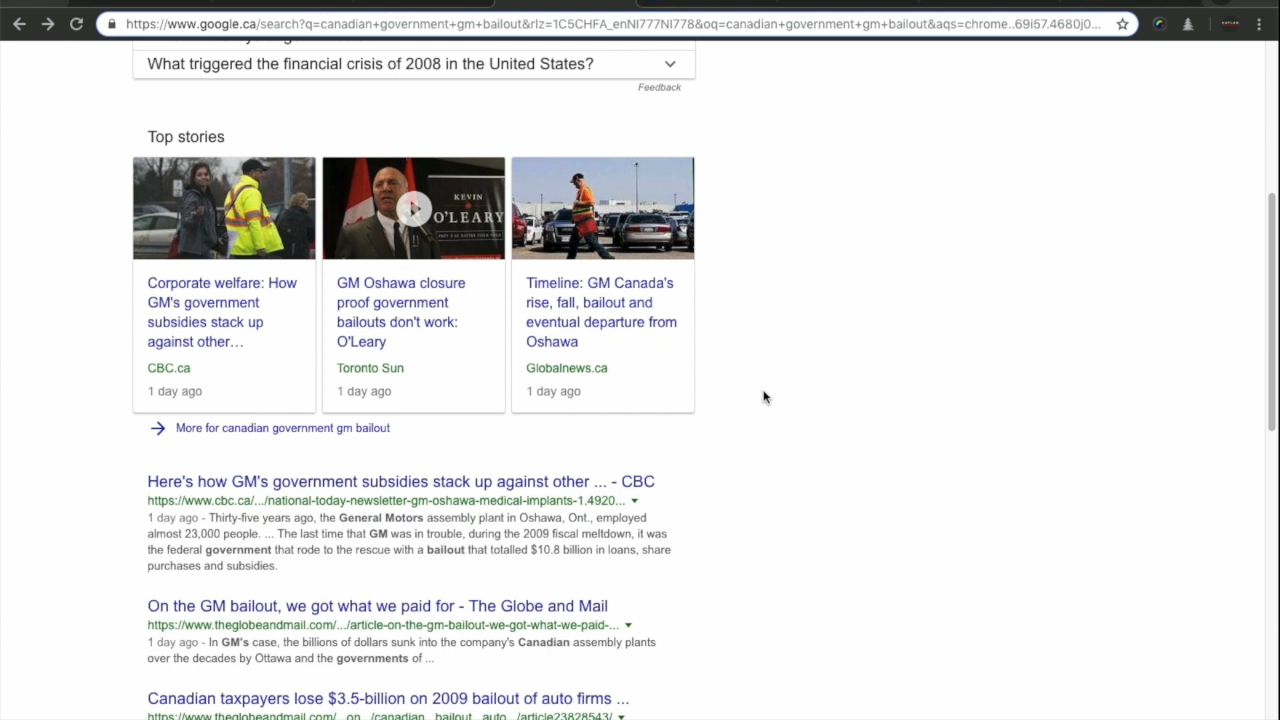 https://www.google.ca/search?q=canadian+government+gm+bailout&rlz=1C5CHFA_enNI777NI778&oq=canadian+government+gm+bailout&aqs=chrome..69i57.4680j0...
What triggered the financial crisis of 2008 in the United States?
Feedback
Top stories
KEVIN
O'LEARY
Corporate welfare: How
GM's government
subsidies stack up
against other…
CBC.ca
1 day ago
GM Oshawa closure
proof government
bailouts don't work:
O'Leary
Toronto Sun
1 day ago
Timeline: GM Canada's
rise, fall, bailout and
eventual departure from
Oshawa
Globalnews.ca
1 day ago
More for canadian government gm bailout
Here's how GM's government subsidies stack up against other ... - CBC
https://www.cbc.ca/.../national-today-newsletter-gm-oshawa-medical-implants-1.4920...
1 day ago - Thirty-five years ago, the General Motors assembly plant in Oshawa, Ont., employed
almost 23,000 people. ... The last time that GM was in trouble, during the 2009 fiscal meltdown, it was
the federal government that rode to the rescue with a bailout that totalled $10.8 billion in loans, share
purchases and subsidies.
On the GM bailout, we got what we paid for - The Globe and Mail
https://www.theglobeandmail.com/.../article-on-the-gm-bailout-we-got-what-we-paid-...
1 day ago - In GM's case, the billions of dollars sunk into the company's Canadian assembly plants
over the decades by Ottawa and the governments of ...
Canadian taxpayers lose $3.5-billion on 2009 bailout of auto firms ...
https://www.theglobeandmail.com/...on.../canadian...bailout...auto.../article23828543/